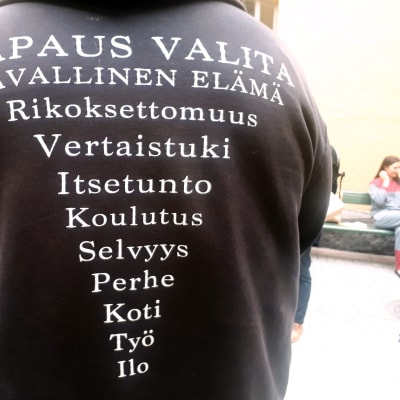 APAUS VALITA
AVALLINEN ELÄMÄ
Rikoksettomuus
Vertaistuki
Itsetunto
Koulutus
Selvyys
Perhe
Koti
Työ
Ilo